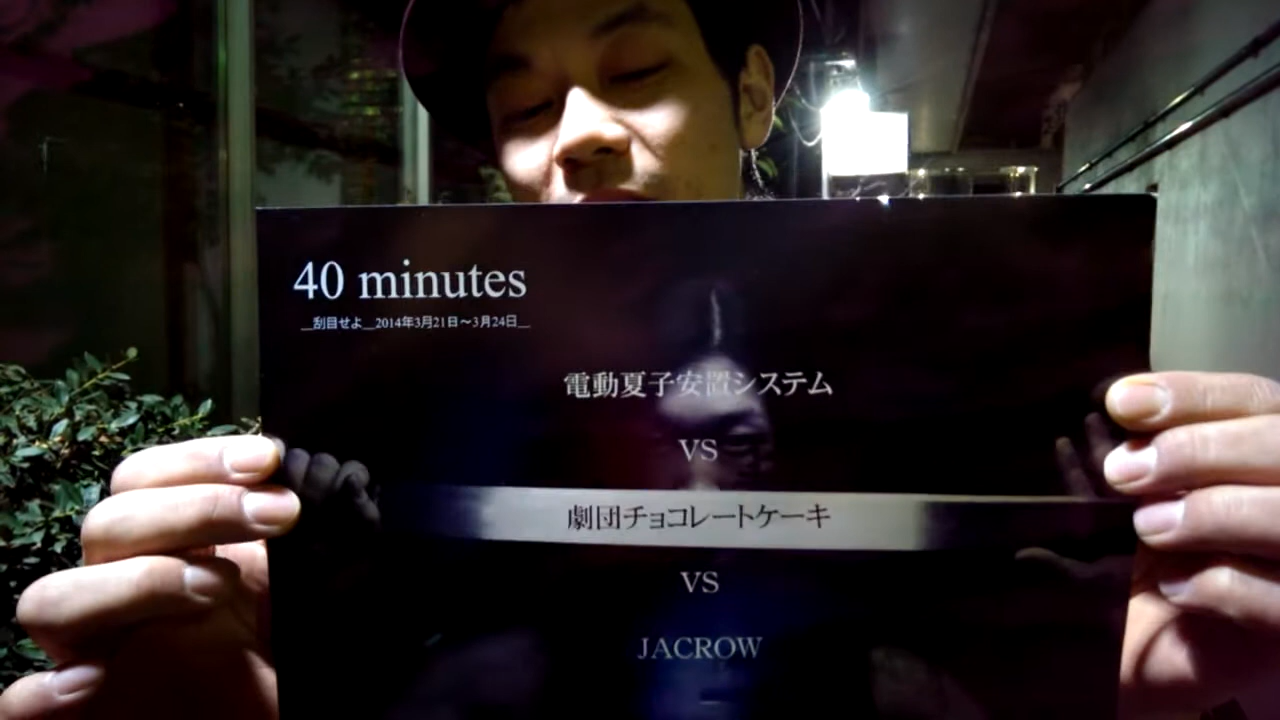 40 minutes
__刮目せよ__2014年3月21日～3月24日__
電動夏子安置システム
VS
劇団チョコレートケーキ
VS
JACROW